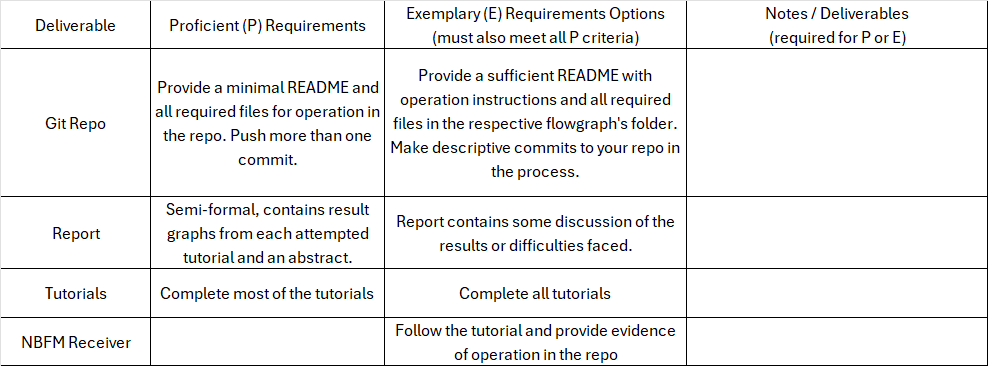 Deliverable
Proficient (P) Requirements
Exemplary (E) Requirements Options
(must also meet all P criteria)
Notes / Deliverables
(required for P or E)
Git Repo
Provide a minimal README and
all required files for operation in
the repo. Push more than one
commit.
Provide a sufficient README with
operation instructions and all required
files in the respective flowgraph's folder.
Make descriptive commits to your repo in
the process.
Report
Semi-formal, contains result
graphs from each attempted
tutorial and an abstract.
Report contains some discussion of the
results or difficulties faced.
Tutorials
Complete most of the tutorials
Complete all tutorials
NBFM Receiver
Follow the tutorial and provide evidence
of operation in the repo